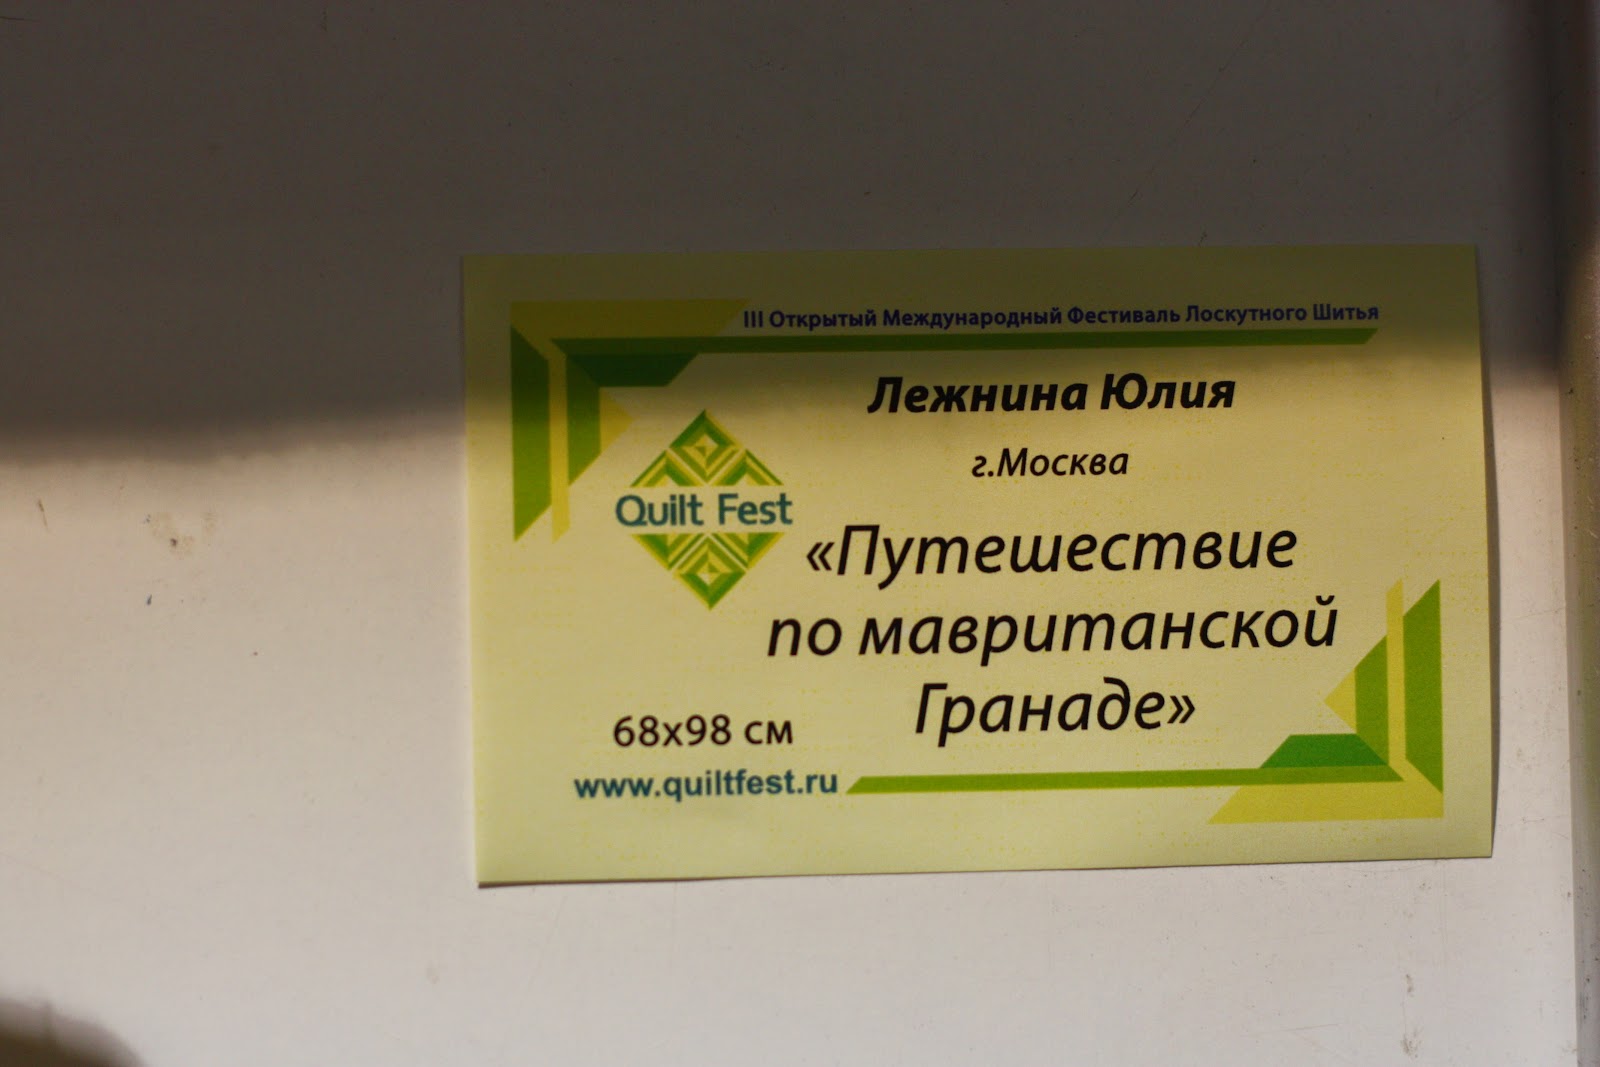 III Открытый Международный Фестиваль Лоскутного Шитья
Лежнина Юлия
г.Москва
Quilt Fest
«Путешествие
по мавританской
Гранаде»
68х98 см
www.quiltfest.ru